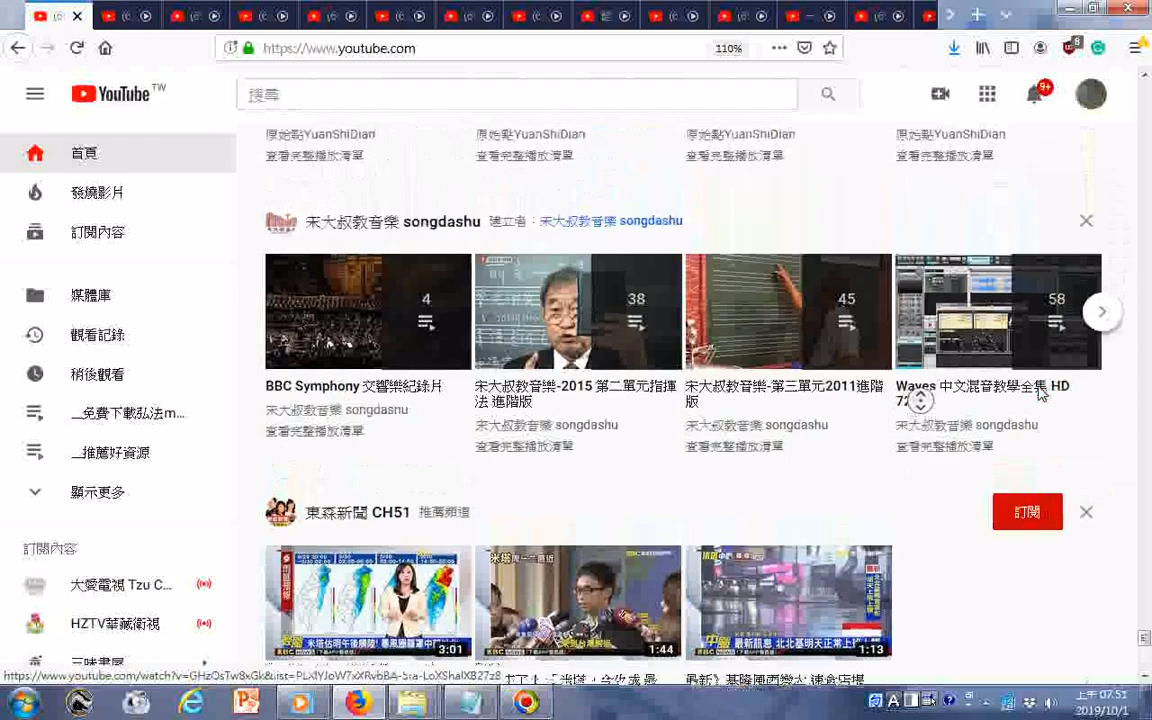 https://www.youtube.com
110%
8
YouTube TW
搜尋
9+
首頁
發燒影片
訂閱內容
媒體庫
觀看記錄
稍後觀看
__免費下載弘法m...
__推薦好資源
顯示更多
訂閱內容
大愛電視 Tzu C...
HZTV華藏衛視
原始點YuanShiDian
原始點YuanShiDian
原始點YuanShiDian
原始點YuanShiDian
查看完整播放清單
查看完整播放清單
查看完整播放清單
查看完整播放清單
宋大叔教音樂 songdashu 建立者：宋大叔教音樂 songdashu
4
38
45
58
BBC Symphony 交響樂紀錄片
宋大叔教音樂 songdashu
查看完整播放清單
宋大叔教音樂-2015 第二單元指揮
法 進階版
宋大叔教音樂 songdashu
查看完整播放清單
宋大叔教音樂-第三單元2011進階
版
宋大叔教音樂 songdashu
查看完整播放清單
Waves 中文混音教學全集 HD
宋大叔教音樂 songdashu
查看完整播放清單
東森新聞 CH51 推薦頻道
訂閱
3:01
1:44
1:13
上午 07:51
2019/10/1